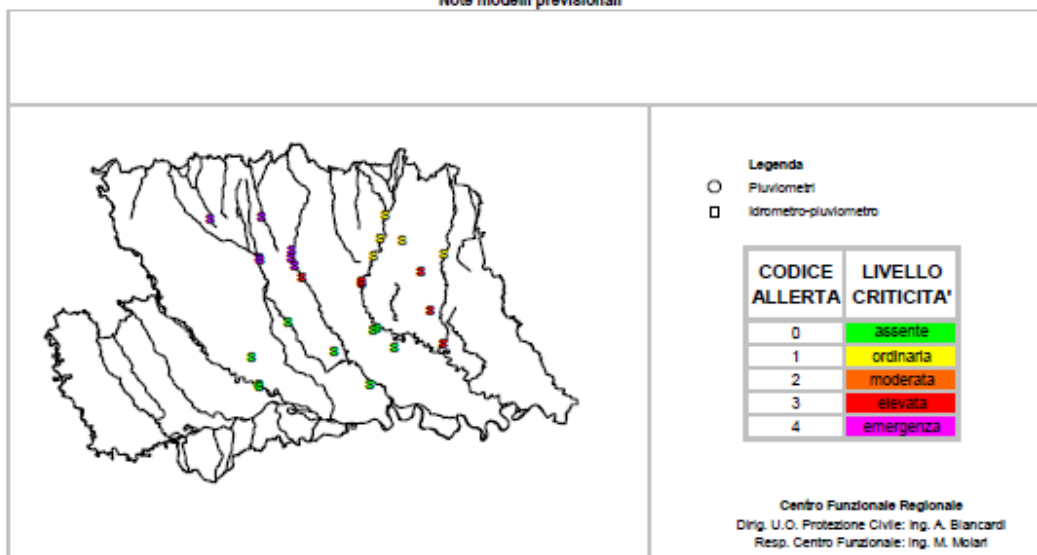 Note modelli previsionali
Legenda
Pluviometri
Idrometro-pluviometro
CODICE ALLERTA LIVELLO CRITICITA'
0 assente
1 ordinaria
2 moderata
3 elevata
4 emergenza
Centro Funzionale Regionale
Dirig. U.O. Protezione Civile: Ing. A. Biancardi
Resp. Centro Funzionale: Ing. M. Molari